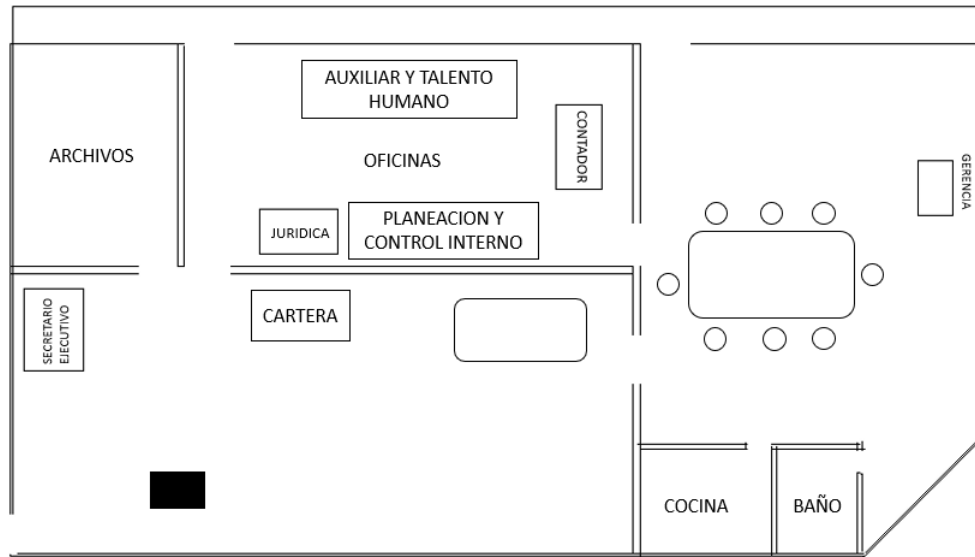 AUXILIAR Y TALENTO
HUMANO
CONTADOR
ARCHIVOS
OFICINAS
GERENCIA
JURIDICA
PLANEACION Y
CONTROL INTERNO
SECRETARIO
EJECUTIVO
CARTERA
COCINA
BAÑO